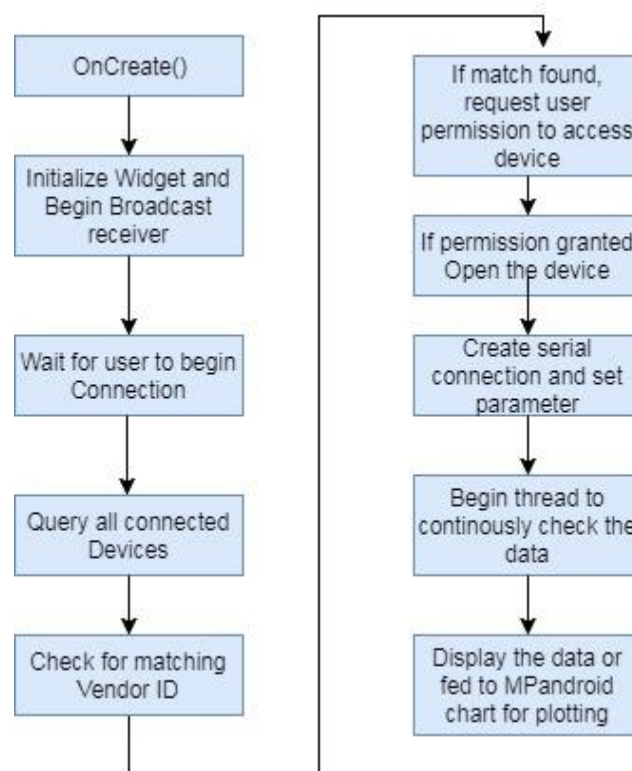 OnCreate()
Initialize Widget and
Begin Broadcast
receiver
Wait for user to begin
Connection
Query all connected
Devices
Check for matching
Vendor ID
If match found,
request user
permission to access
device
If permission granted
Open the device
Create serial
connection and set
parameter
Begin thread to
continously check the
data
Display the data or
fed to MPandroid
chart for plotting